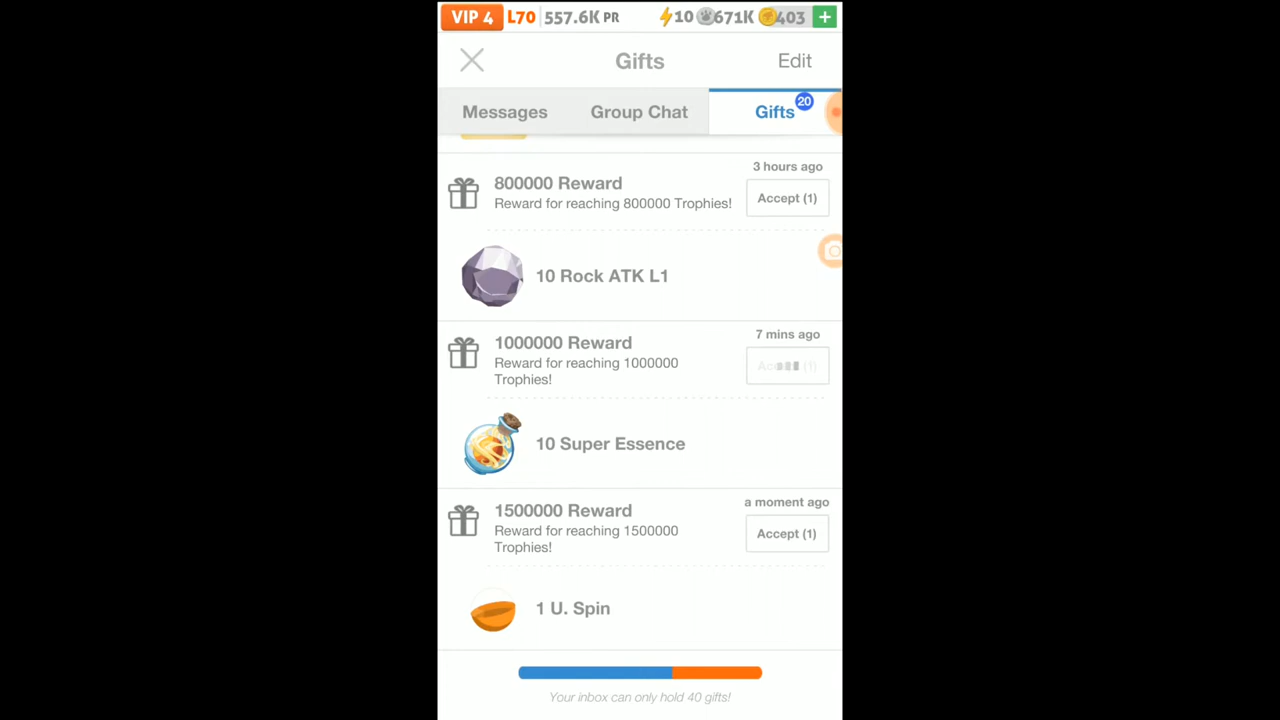 VIP 4 L70 557.6K PR 10 671K 403
Gifts Edit
Messages Group Chat Gifts 20
3 hours ago
800000 Reward
Reward for reaching 800000 Trophies!
Accept (1)
10 Rock ATK L1
7 mins ago
1000000 Reward
Reward for reaching 1000000
Trophies!
(1)
10 Super Essence
a moment ago
1500000 Reward
Reward for reaching 1500000
Trophies!
Accept (1)
1 U. Spin
Your inbox can only hold 40 gifts!